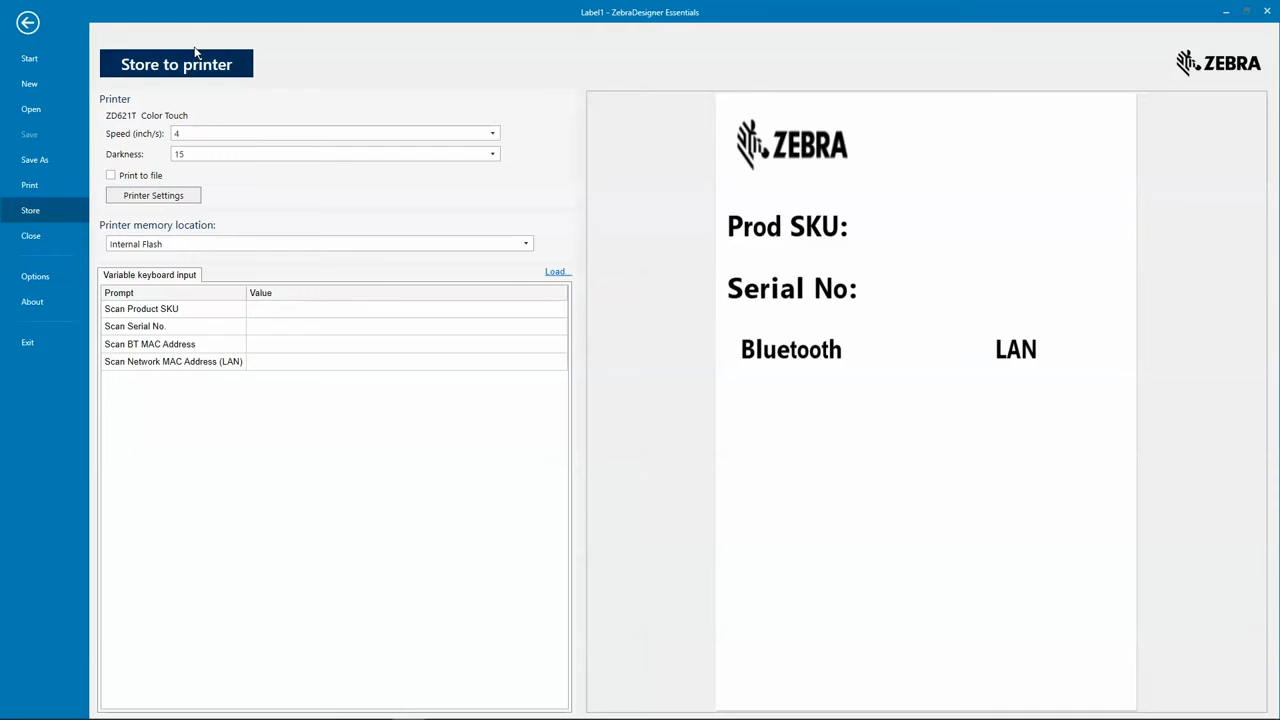 Label1 - ZebraDesigner Essentials
Start
New
Open
Save
Save As
Print
Store
Close
Options
About
Exit
Store to printer
ZEBRA
Printer
ZD621T Color Touch
Speed (inch/s): 4
Darkness: 15
Print to file
Printer Settings
Printer memory location:
Internal Flash
Variable keyboard input
Load...
Prompt Value
Scan Product SKU
Scan Serial No.
Scan BT MAC Address
Scan Network MAC Address (LAN)
ZEBRA
Prod SKU:
Serial No:
Bluetooth LAN